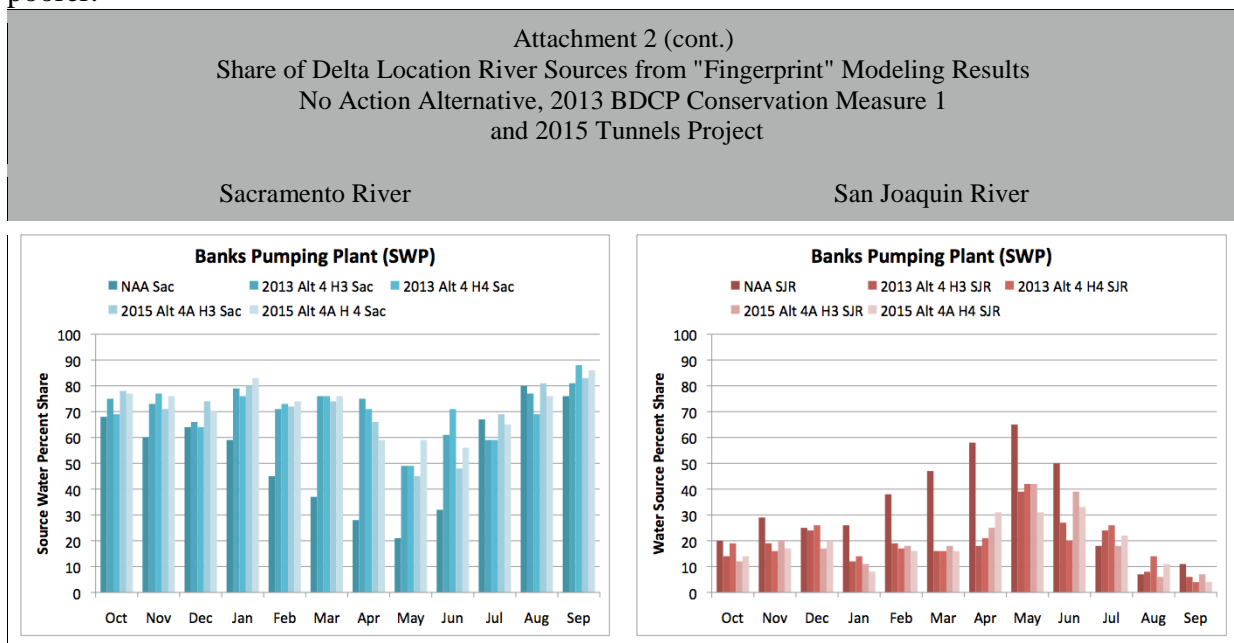 poorer.
Attachment 2 (cont.)
Share of Delta Location River Sources from "Fingerprint" Modeling Results
No Action Alternative, 2013 BDCP Conservation Measure 1
and 2015 Tunnels Project
Sacramento River
San Joaquin River
Banks Pumping Plant (SWP)
NAA Sac 2013 Alt 4 H3 Sac 2013 Alt 4 H4 Sac
2015 Alt 4A H3 Sac 2015 Alt 4A H 4 Sac
Source Water Percent Share
100
90
80
70
60
50
40
30
20
10
0
Oct Nov Dec Jan Feb Mar Apr May Jun Jul Aug Sep
Banks Pumping Plant (SWP)
NAA SJR 2013 Alt 4 H3 SJR 2013 Alt 4 H4 SJR
2015 Alt 4A H3 SJR 2015 Alt 4A H4 SJR
Water Source Percent Share
100
90
80
70
60
50
40
30
20
10
0
Oct Nov Dec Jan Feb Mar Apr May Jun Jul Aug Sep